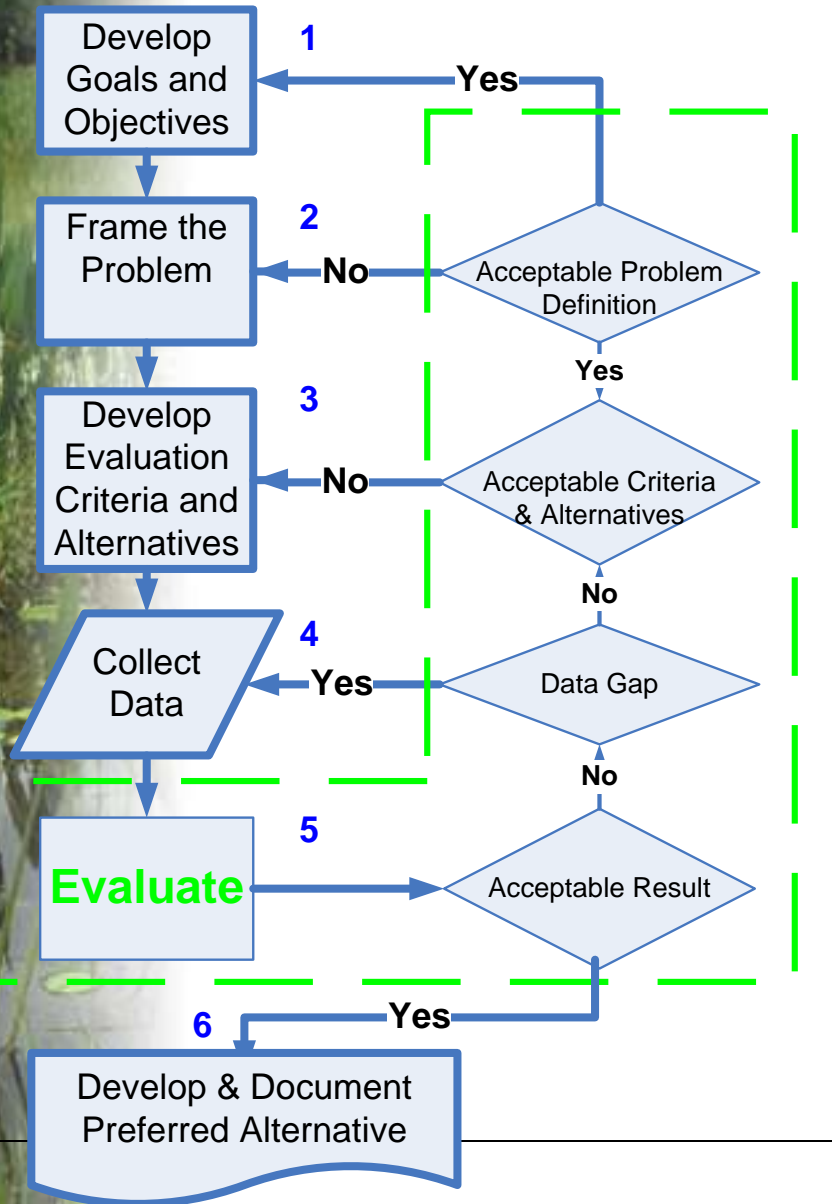 1
Develop
Goals and
Objectives
Yes
2
Frame the
Problem
No
Acceptable Problem
Definition
Yes
3
Develop
Evaluation
Criteria and
Alternatives
No
Acceptable Criteria
& Alternatives
No
4
Collect
Data
Yes
Data Gap
No
5
Evaluate
Acceptable Result
6
Yes
Develop & Document
Preferred Alternative